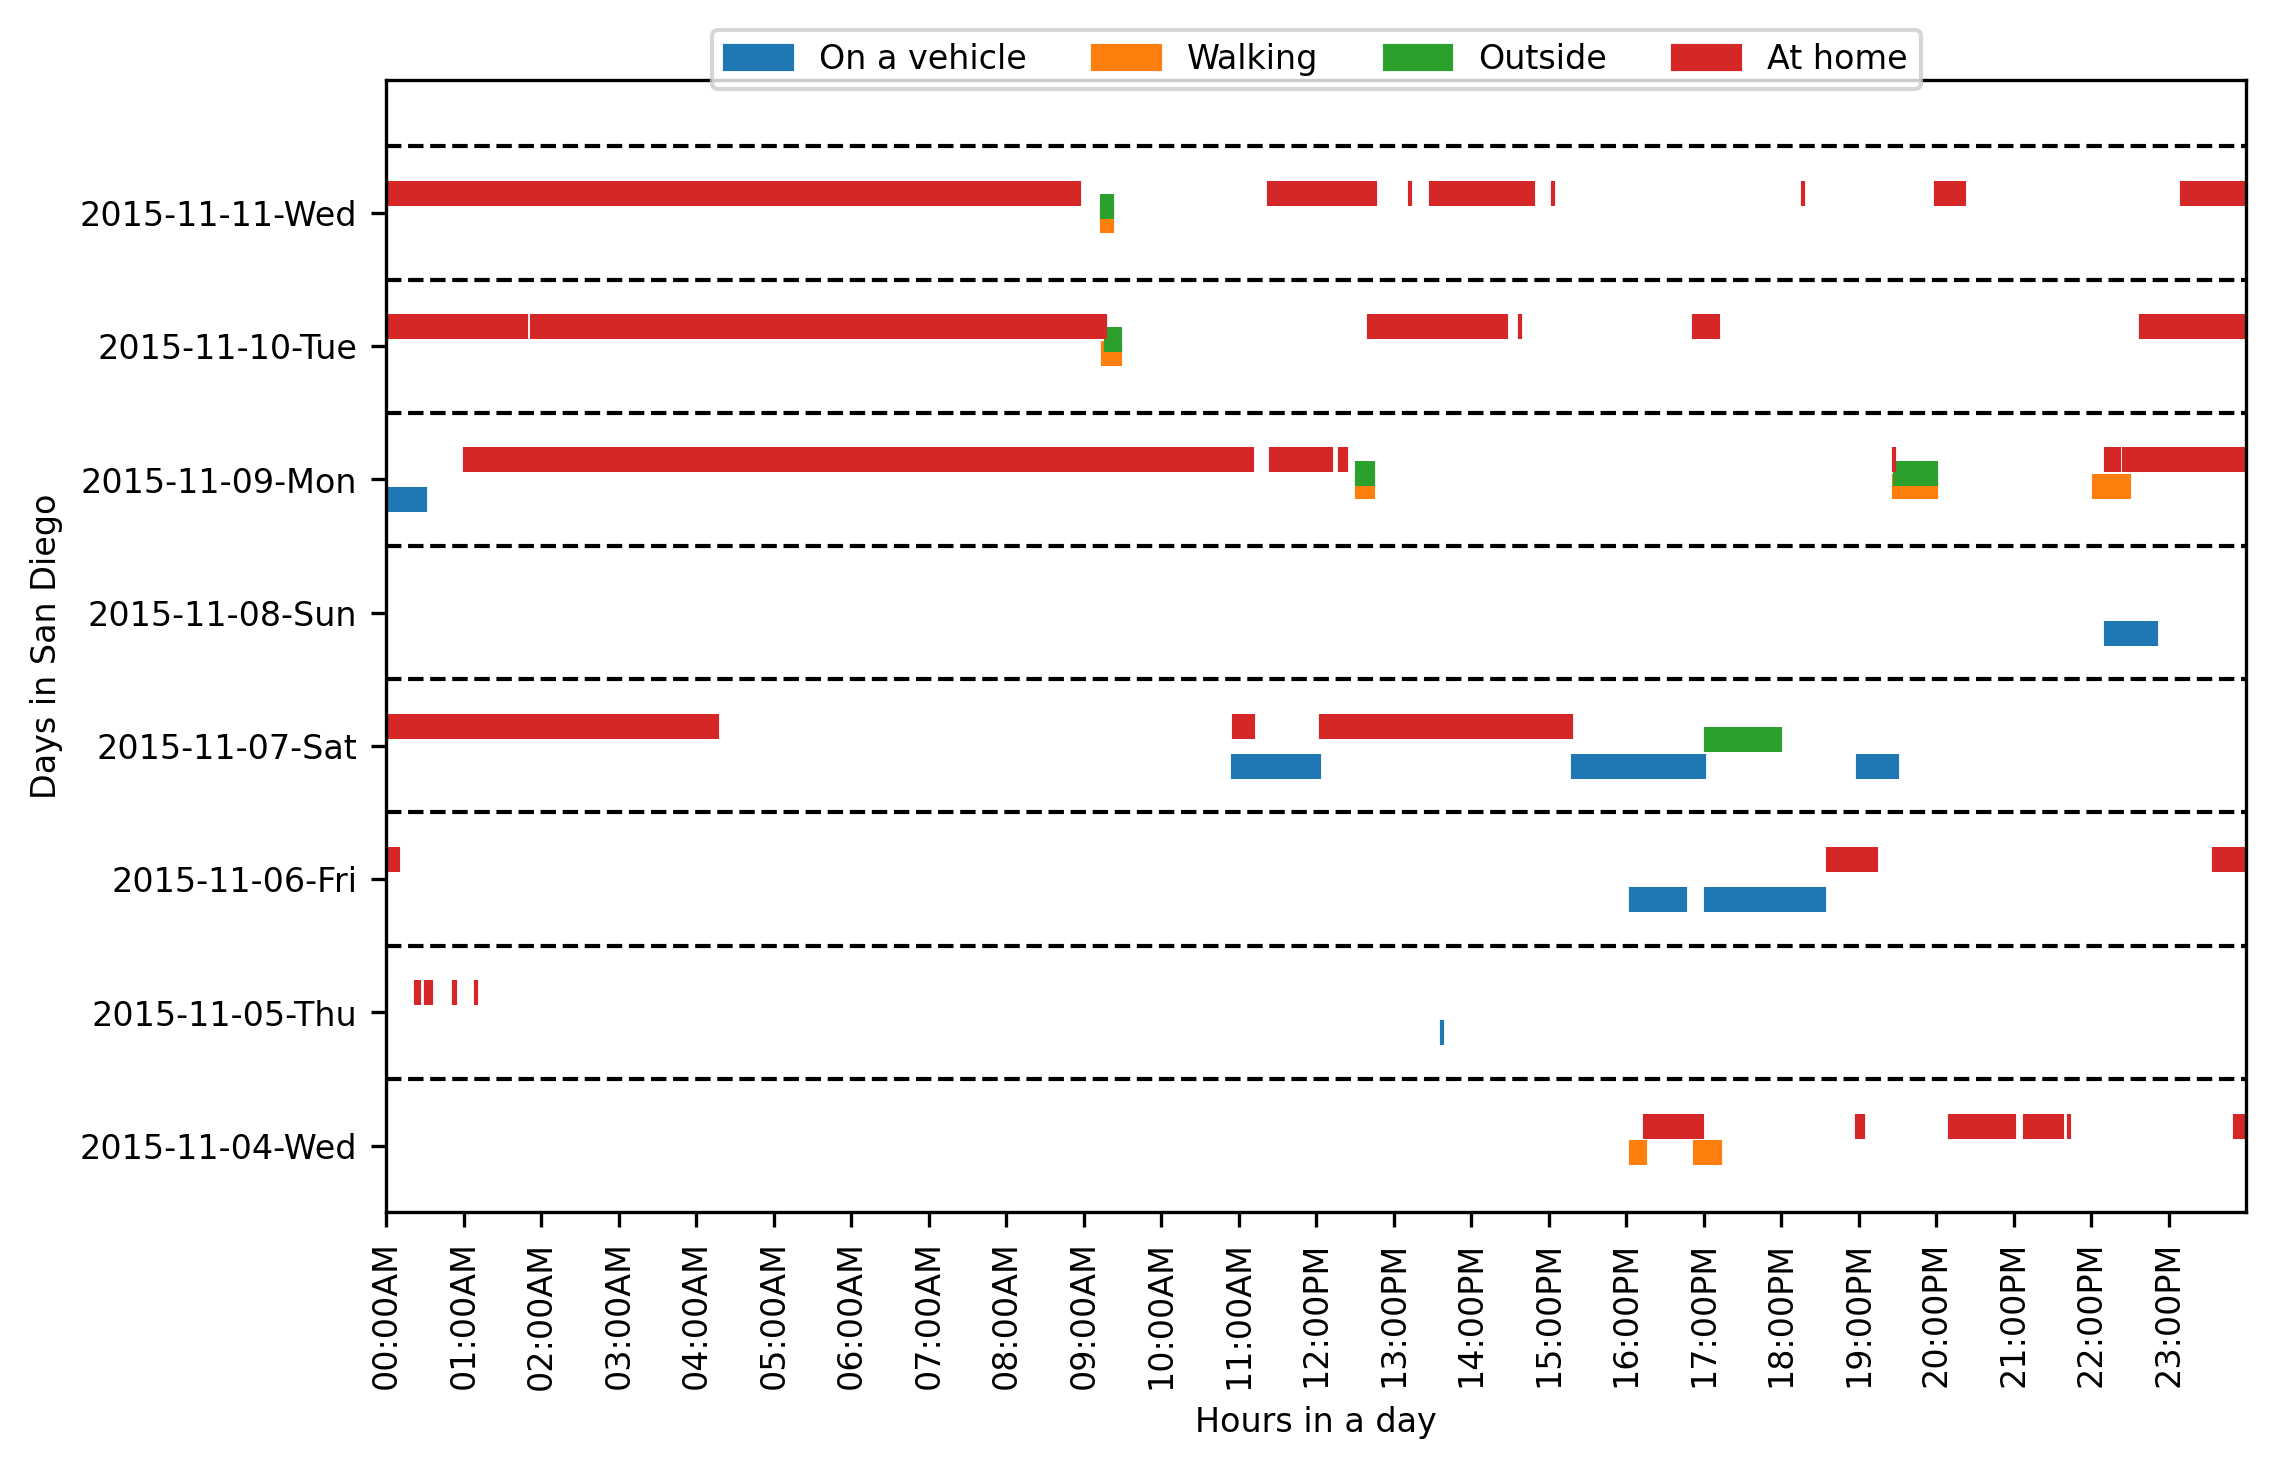 On a vehicle Walking Outside At home
Days in San Diego
2015-11-11-Wed
2015-11-10-Tue
2015-11-09-Mon
2015-11-08-Sun
2015-11-07-Sat
2015-11-06-Fri
2015-11-05-Thu
2015-11-04-Wed
00:00AM
01:00AM
02:00AM
03:00AM
04:00AM
05:00AM
06:00AM
07:00AM
08:00AM
09:00AM
10:00AM
11:00AM
12:00PM
13:00PM
14:00PM
15:00PM
16:00PM
17:00PM
18:00PM
19:00PM
20:00PM
21:00PM
22:00PM
23:00PM
Hours in a day